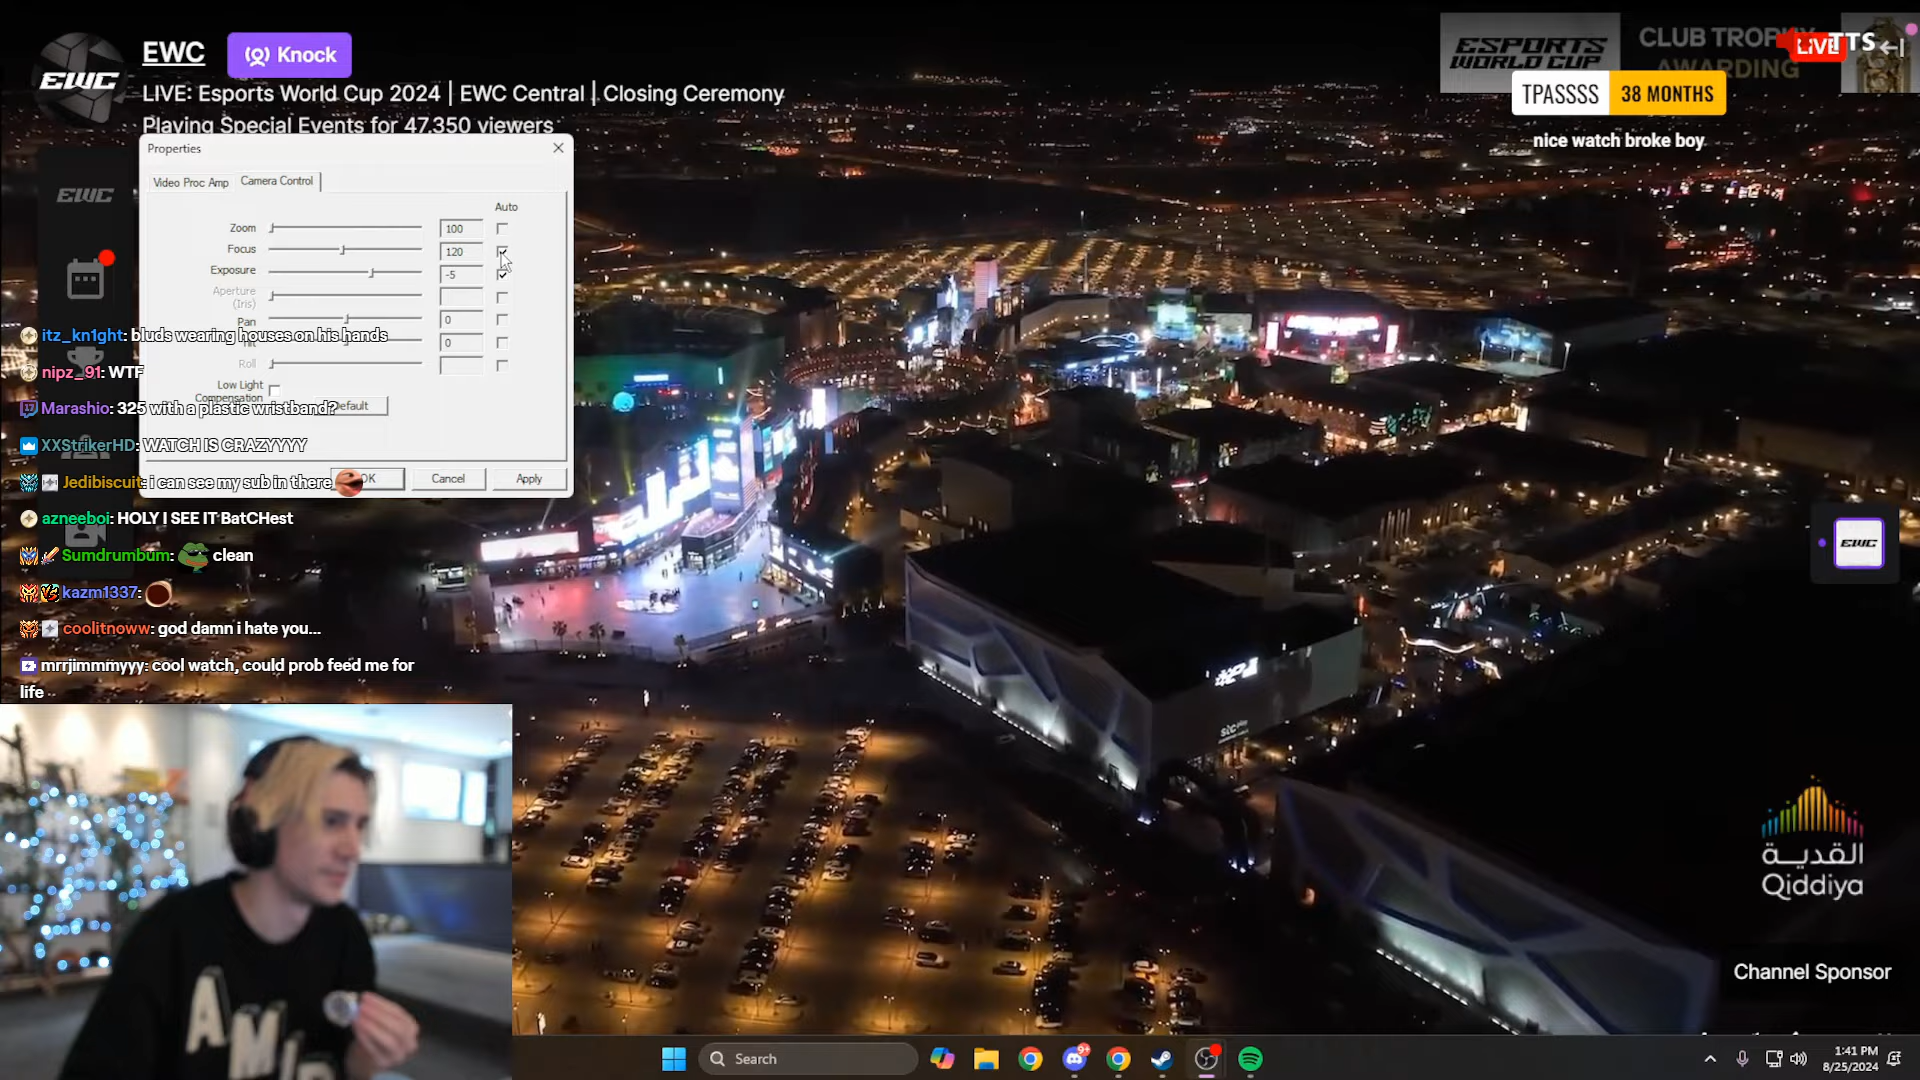 EWC
Knock
LIVE: Esports World Cup 2024 | EWC Central | Closing Ceremony
Playing Special Events for 47,350 viewers
EWC
ESPORTS
WORLD CUP
CLUB TROPHY
AWARDING
LIVE
TTS
TPASSSS
38 MONTHS
nice watch broke boy
Properties
Video Proc Amp
Camera Control
Auto
Zoom
100
Focus
120
Exposure
-5
Aperture
(Iris)
Pan
0
0
Roll
Low Light
Compensation
Default
OK
Cancel
Apply
EWC
itz_kn1ght: bluds wearing houses on his hands
nipz_91: WTF
Marashio: 325 with a plastic wristband?
XXStrikerHD: WATCH IS CRAZYYYY
Jedibiscuit: i can see my sub in there
azneeboi: HOLY I SEE IT BatCHest
Sumdrumbum: clean
kazm1337:
coolitnoww: god damn i hate you...
mrrjimmmyyy: cool watch, could prob feed me for
life
EWC
stc
القدية
Qiddiya
Channel Sponsor
AMI
Search
9+
1:41 PM
8/25/2024